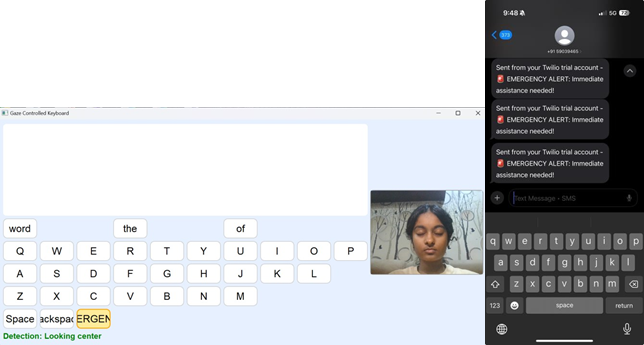 Gaze Controlled Keyboard
word the of
Q W E R T Y U I O P
A S D F G H J K L
Z X C V B N M
Space ackspac ERGEN
Detection: Looking center
9:48 5G 72
373
+91 59039465
Sent from your Twilio trial account -
🚨 EMERGENCY ALERT: Immediate
assistance needed!
Sent from your Twilio trial account -
🚨 EMERGENCY ALERT: Immediate
assistance needed!
Sent from your Twilio trial account -
🚨 EMERGENCY ALERT: Immediate
assistance needed!
Text Message · SMS
q w e r t y u i o p
a s d f g h j k l
z x c v b n m
123 space return